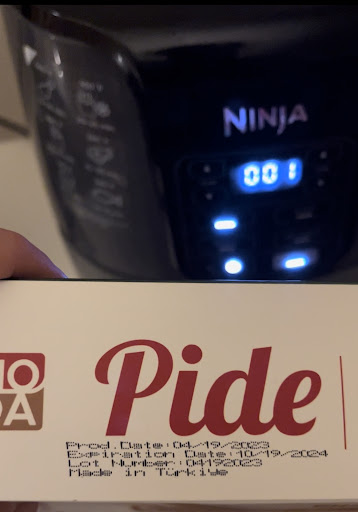 NINJA
001
Pide
Prod.Date:04/19/2023
Expiration Date:10/19/2024
Lot Number:04192023
Made in Türkiye